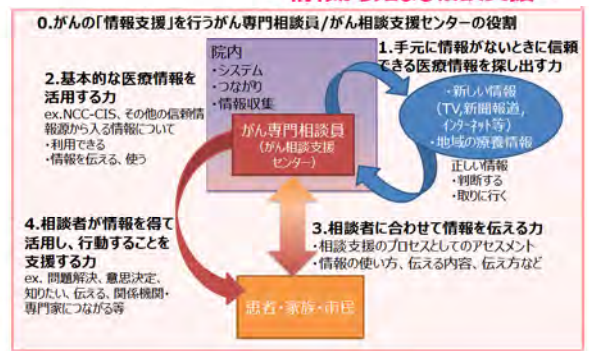 0.がんの「情報支援」を行うがん専門相談員/がん相談支援センターの役割
1.手元に情報がないときに信頼
できる医療情報を探し出す力
院内
・システム
・つながり
・情報収集
2.基本的な医療情報を
活用する力
ex.NCC-CIS、その他の信頼情
報源から入る情報について
・利用できる
・情報を伝える、使う
・新しい情報
(TV,新聞報道,
インターネット等)
・地域の療養情報
がん専門相談員
(がん相談支援
センター)
正しい情報
・判断する
・取りに行く
4.相談者が情報を得て
活用し、行動することを
支援する力
ex. 問題解決、意思決定、
知りたい、伝える、関係機関・
専門家につながる等
3.相談者に合わせて情報を伝える力
・相談支援のプロセスとしてのアセスメント
・情報の使い方、伝える内容、伝え方など
患者・家族・市民